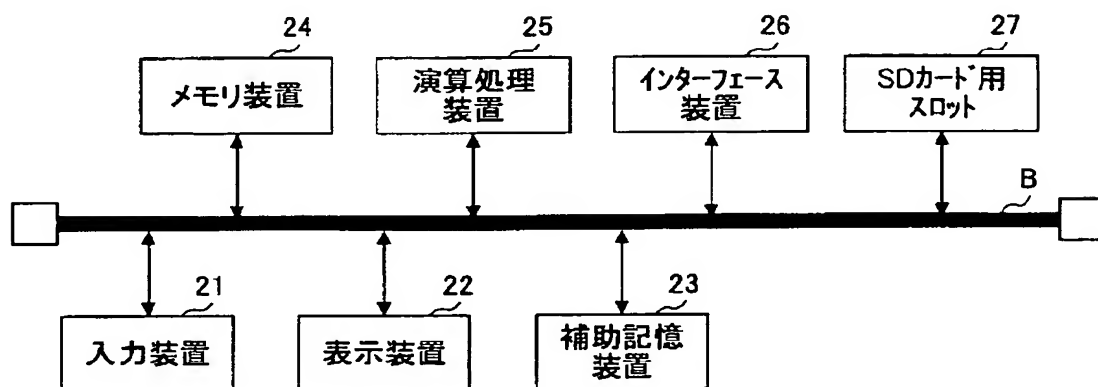 24
メモリ装置
25
演算処理
装置
26
インターフェース
装置
27
SDカード用
スロット
B
21
入力装置
22
表示装置
23
補助記憶
装置